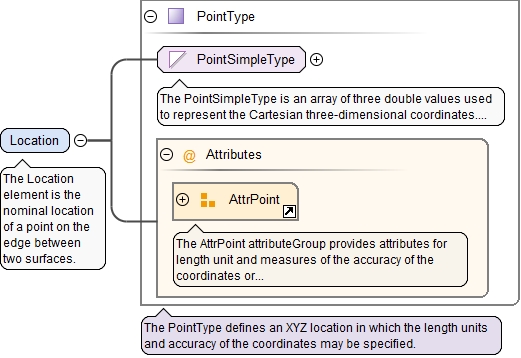 PointType
PointSimpleType
The PointSimpleType is an array of three double values used
to represent the Cartesian three-dimensional coordinates....
Location
The Location
element is the
nominal location
of a point on the
edge between
two surfaces.
@ Attributes
AttrPoint
The AttrPoint attributeGroup provides attributes for
length unit and measures of the accuracy of the
coordinates or...
The PointType defines an XYZ location in which the length units
and accuracy of the coordinates may be specified.